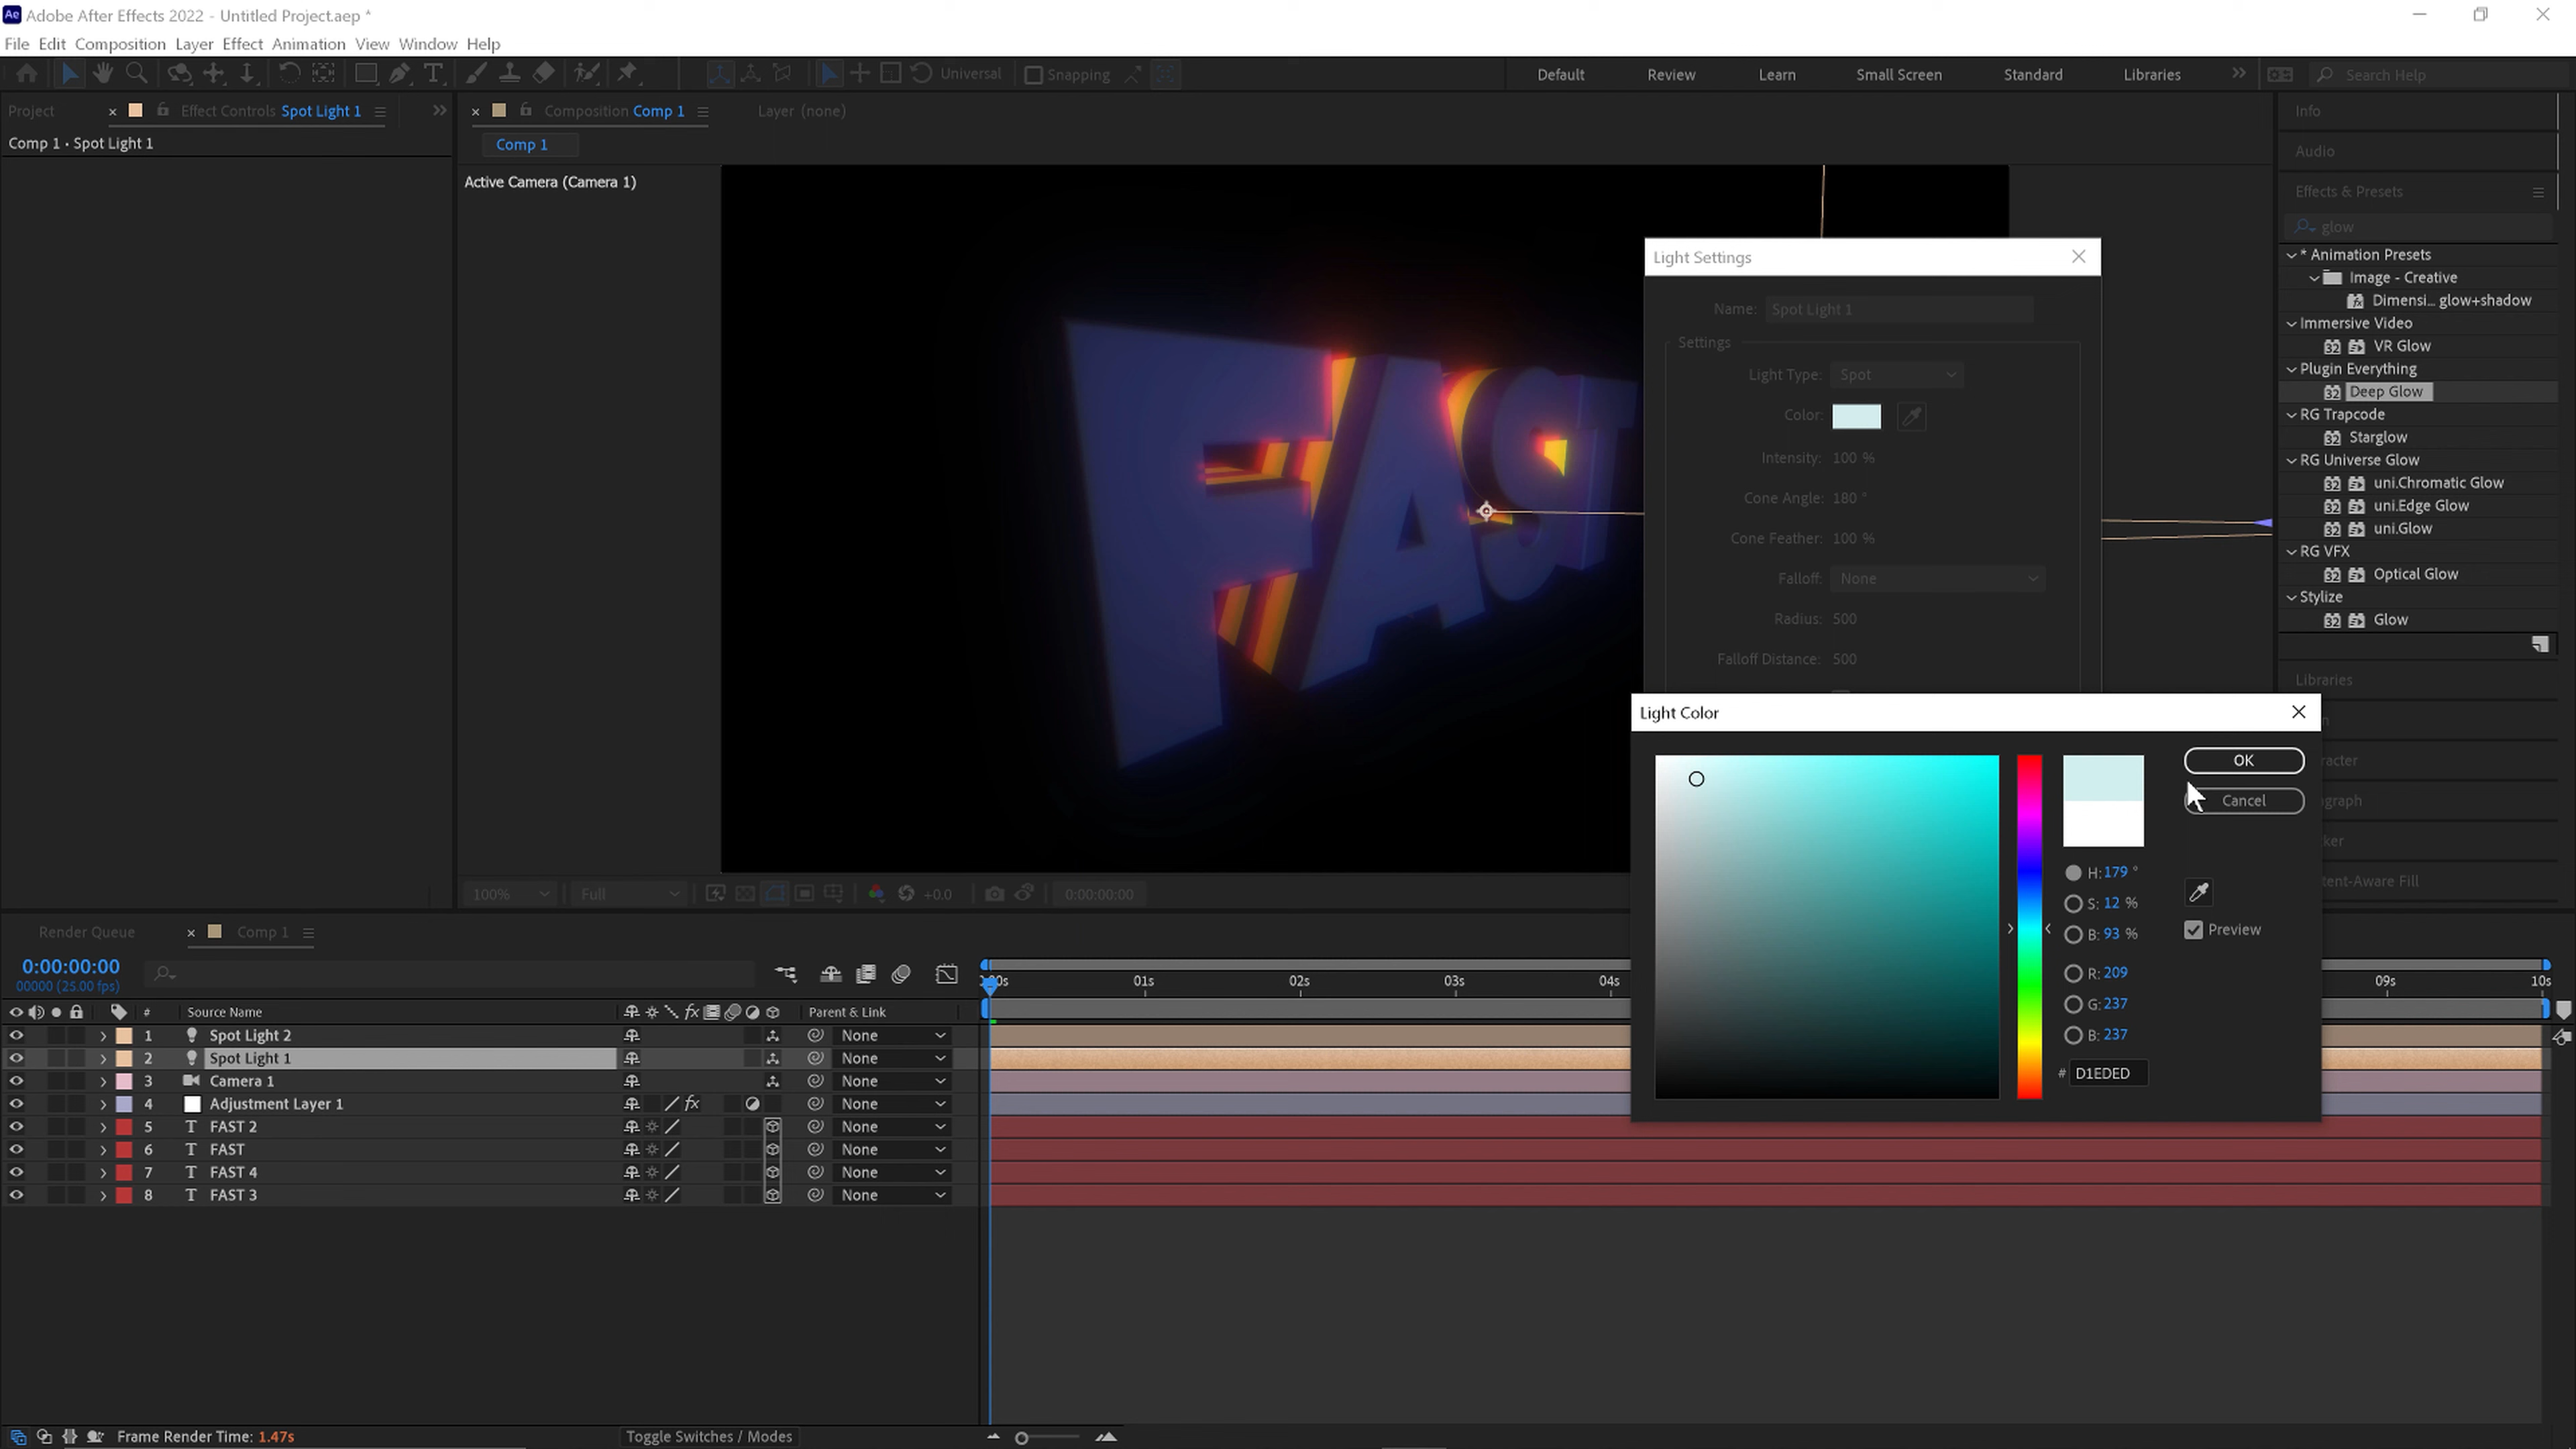 Adobe After Effects 2022 - Untitled Project.aep *
File Edit Composition Layer Effect Animation View Window Help
Universal Snapping Default Review Learn Small Screen Standard Libraries Search Help
Project Effect Controls Spot Light 1
Composition Comp 1 Layer (none)
Comp 1 • Spot Light 1
Comp 1
Active Camera (Camera 1)
FAST
100% Full +0.0 0:00:00:00
Info
Audio
Effects & Presets
glow
* Animation Presets
Image - Creative
Dimensi... glow+shadow
Immersive Video
VR Glow
Plugin Everything
Deep Glow
RG Trapcode
Starglow
RG Universe Glow
uni.Chromatic Glow
uni.Edge Glow
uni.Glow
RG VFX
Optical Glow
Stylize
Glow
Libraries
racter
agraph
ker
tent-Aware Fill
Light Settings
Name: Spot Light 1
Settings
Light Type: Spot
Color:
Intensity: 100 %
Cone Angle: 180 °
Cone Feather: 100 %
Falloff: None
Radius: 500
Falloff Distance: 500
Light Color
OK
Cancel
H: 179 °
S: 12 %
B: 93 %
Preview
R: 209
G: 237
B: 237
# D1EDED
Render Queue Comp 1
0:00:00:00
00000 (25.00 fps)
# Source Name fx Parent & Link
:00s 01s 02s 03s 04s 09s 10s
1 Spot Light 2 None
2 Spot Light 1 None
3 Camera 1 None
4 Adjustment Layer 1 fx None
5 T FAST 2 None
6 T FAST None
7 T FAST 4 None
8 T FAST 3 None
Frame Render Time: 1.47s Toggle Switches / Modes